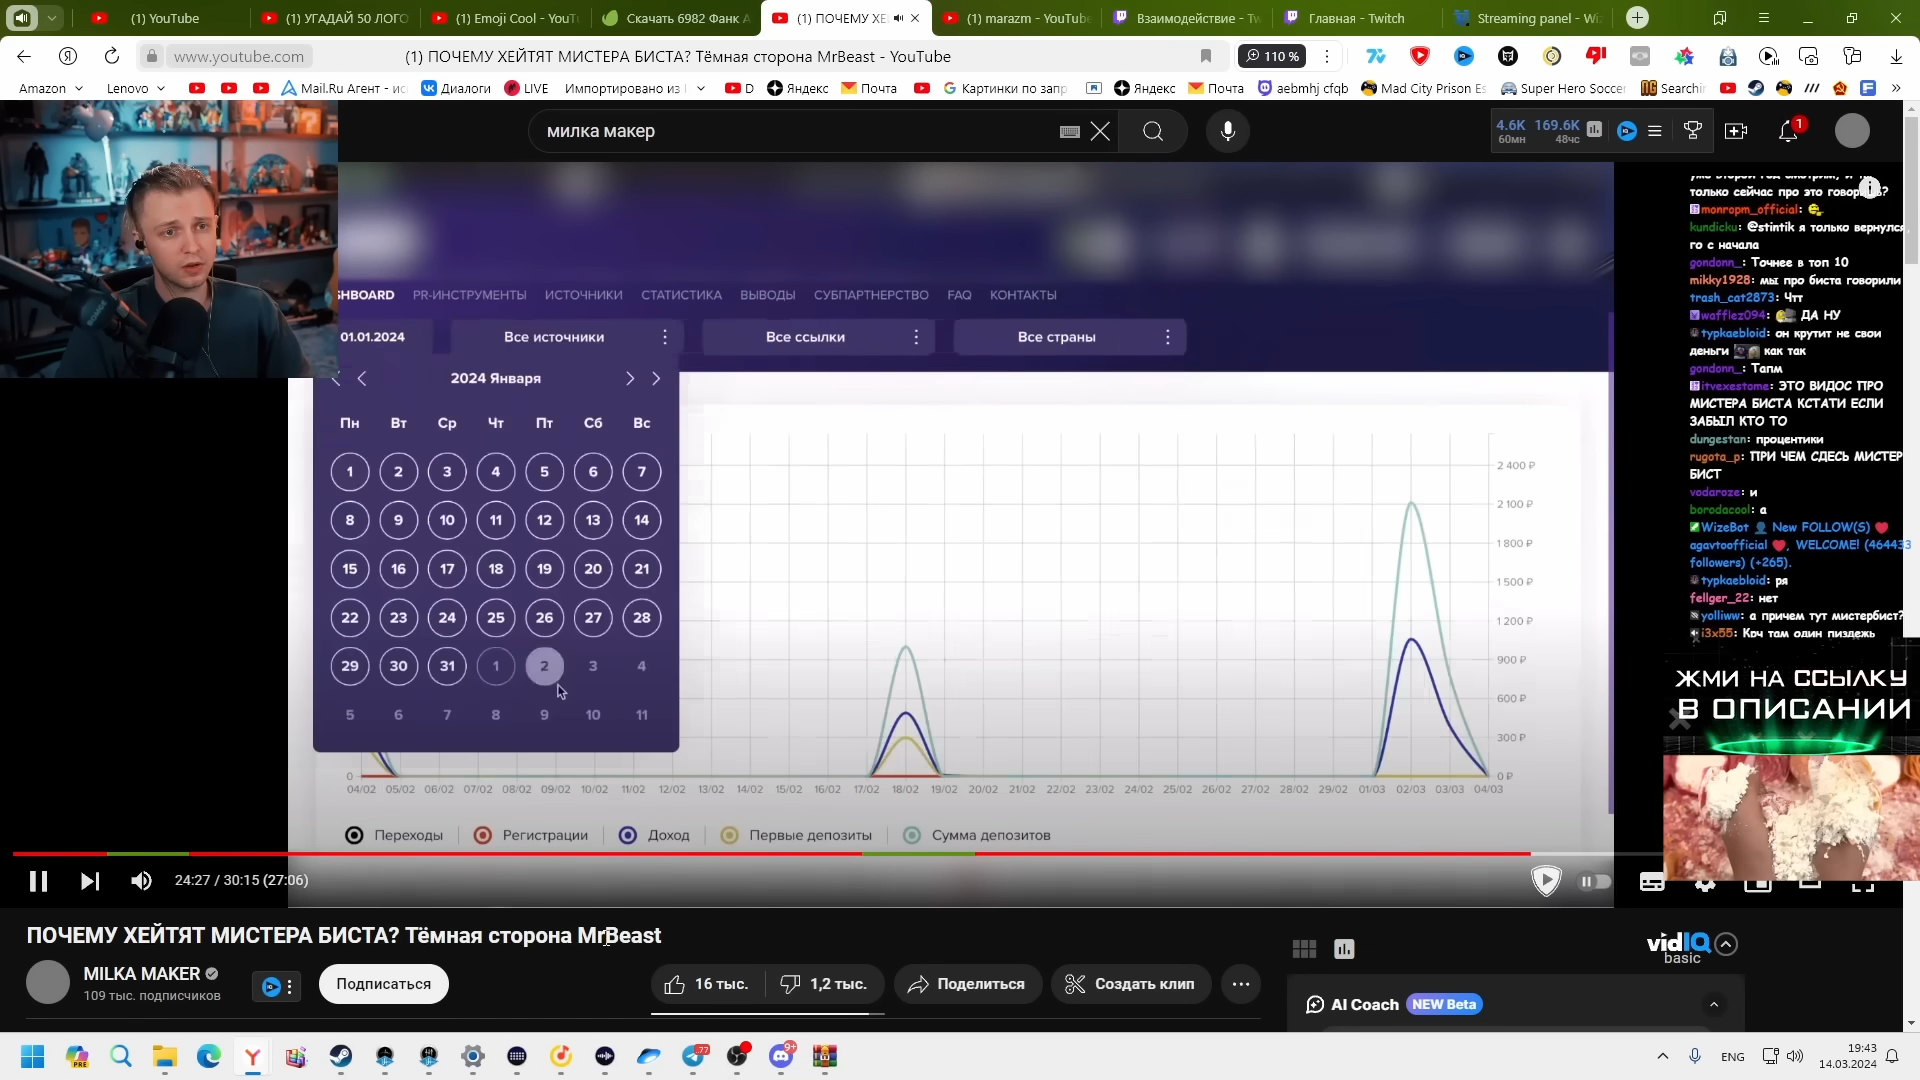 (1) YouTube
(1) УГАДАЙ 50 ЛОГО
(1) Emoji Cool - YouTu
Скачать 6982 Фанк А
(1) ПОЧЕМУ ХЕ
(1) marazm - YouTube
Взаимодействие - Tw
Главная - Twitch
Streaming panel - Wiz
www.youtube.com
(1) ПОЧЕМУ ХЕЙТЯТ МИСТЕРА БИСТА? Тёмная сторона MrBeast - YouTube
110 %
Amazon
Lenovo
Mail.Ru Агент - ис
Диалоги
LIVE
Импортировано из I
D
Яндекс
Почта
Картинки по запр
Яндекс
Почта
aebmhj cfqb
Mad City Prison Es
Super Hero Soccer
Searchin
милка макер
4.6K 169.6K
60мн 48чс
1
SHBOARD PR-ИНСТРУМЕНТЫ ИСТОЧНИКИ СТАТИСТИКА ВЫВОДЫ СУБПАРТНЕРСТВО FAQ КОНТАКТЫ
01.01.2024 Все источники Все ссылки Все страны
2024 Января
Пн Вт Ср Чт Пт Сб Вс
1 2 3 4 5 6 7
8 9 10 11 12 13 14
15 16 17 18 19 20 21
22 23 24 25 26 27 28
29 30 31 1 2 3 4
5 6 7 8 9 10 11
2 400 ₽
2 100 ₽
1 800 ₽
1 500 ₽
1 200 ₽
900 ₽
600 ₽
300 ₽
0 0 ₽
04/02 05/02 06/02 07/02 08/02 09/02 10/02 11/02 12/02 13/02 14/02 15/02 16/02 17/02 18/02 19/02 20/02 21/02 22/02 23/02 24/02 25/02 26/02 27/02 28/02 29/02 01/03 02/03 03/03 04/03
Переходы Регистрации Доход Первые депозиты Сумма депозитов
только сейчас про это говоришь?
monropm_official:
kundicku: @stintik я только вернулся,
го с начала
gondonn_: Точнее в топ 10
mikky1928: мы про биста говорили
trash_cat2873: Чтт
wafflez094: ДА НУ
typkaebloid: он крутит не свои
деньги как так
gondonn_: Тапм
itvexestome: ЭТО ВИДОС ПРО
МИСТЕРА БИСТА КСТАТИ ЕСЛИ
ЗАБЫЛ КТО ТО
dungestan: процентики
rugota_p: ПРИ ЧЕМ СДЕСЬ МИСТЕР
БИСТ
vodaroze: и
borodacool: а
WizeBot New FOLLOW(S)
agavtoofficial, WELCOME! (464433
followers) (+265).
typkaebloid: ря
fellger_22: нет
yolliww: а причем тут мистербист?
i3x55: Крч там один пиздежь
ЖМИ НА ССЫЛКУ
В ОПИСАНИИ
24:27 / 30:15 (27:06)
ПОЧЕМУ ХЕЙТЯТ МИСТЕРА БИСТА? Тёмная сторона MrBeast
MILKA MAKER
109 тыс. подписчиков
Подписаться
16 тыс.
1,2 тыс.
Поделиться
Создать клип
vidIQ
basic
AI Coach NEW Beta
PRE
77
9+
ENG
19:43
14.03.2024